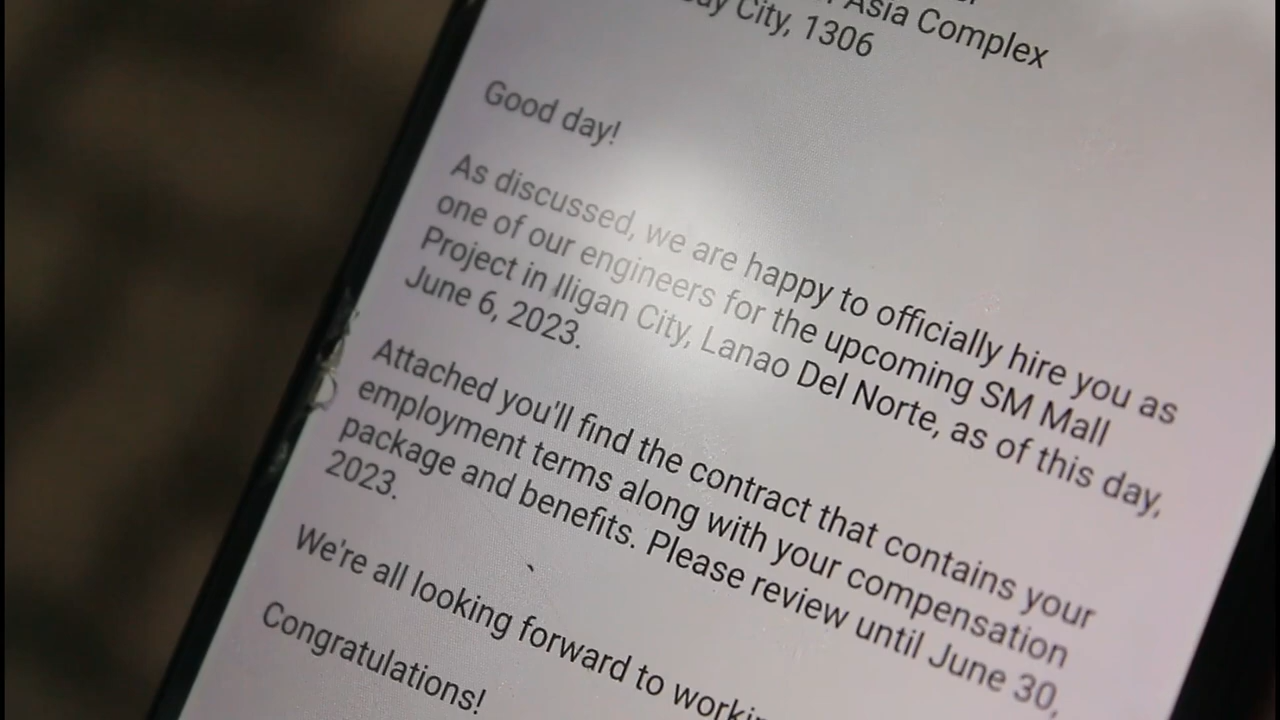 Asia Complex
City, 1306
Good day!
As discussed, we are happy to officially hire you as
one of our engineers for the upcoming SM Mall
Project in Iligan City, Lanao Del Norte, as of this day,
June 6, 2023.
Attached you'll find the contract that contains your
employment terms along with your compensation
package and benefits. Please review until June 30,
2023.
We're all looking forward to
Congratulations!